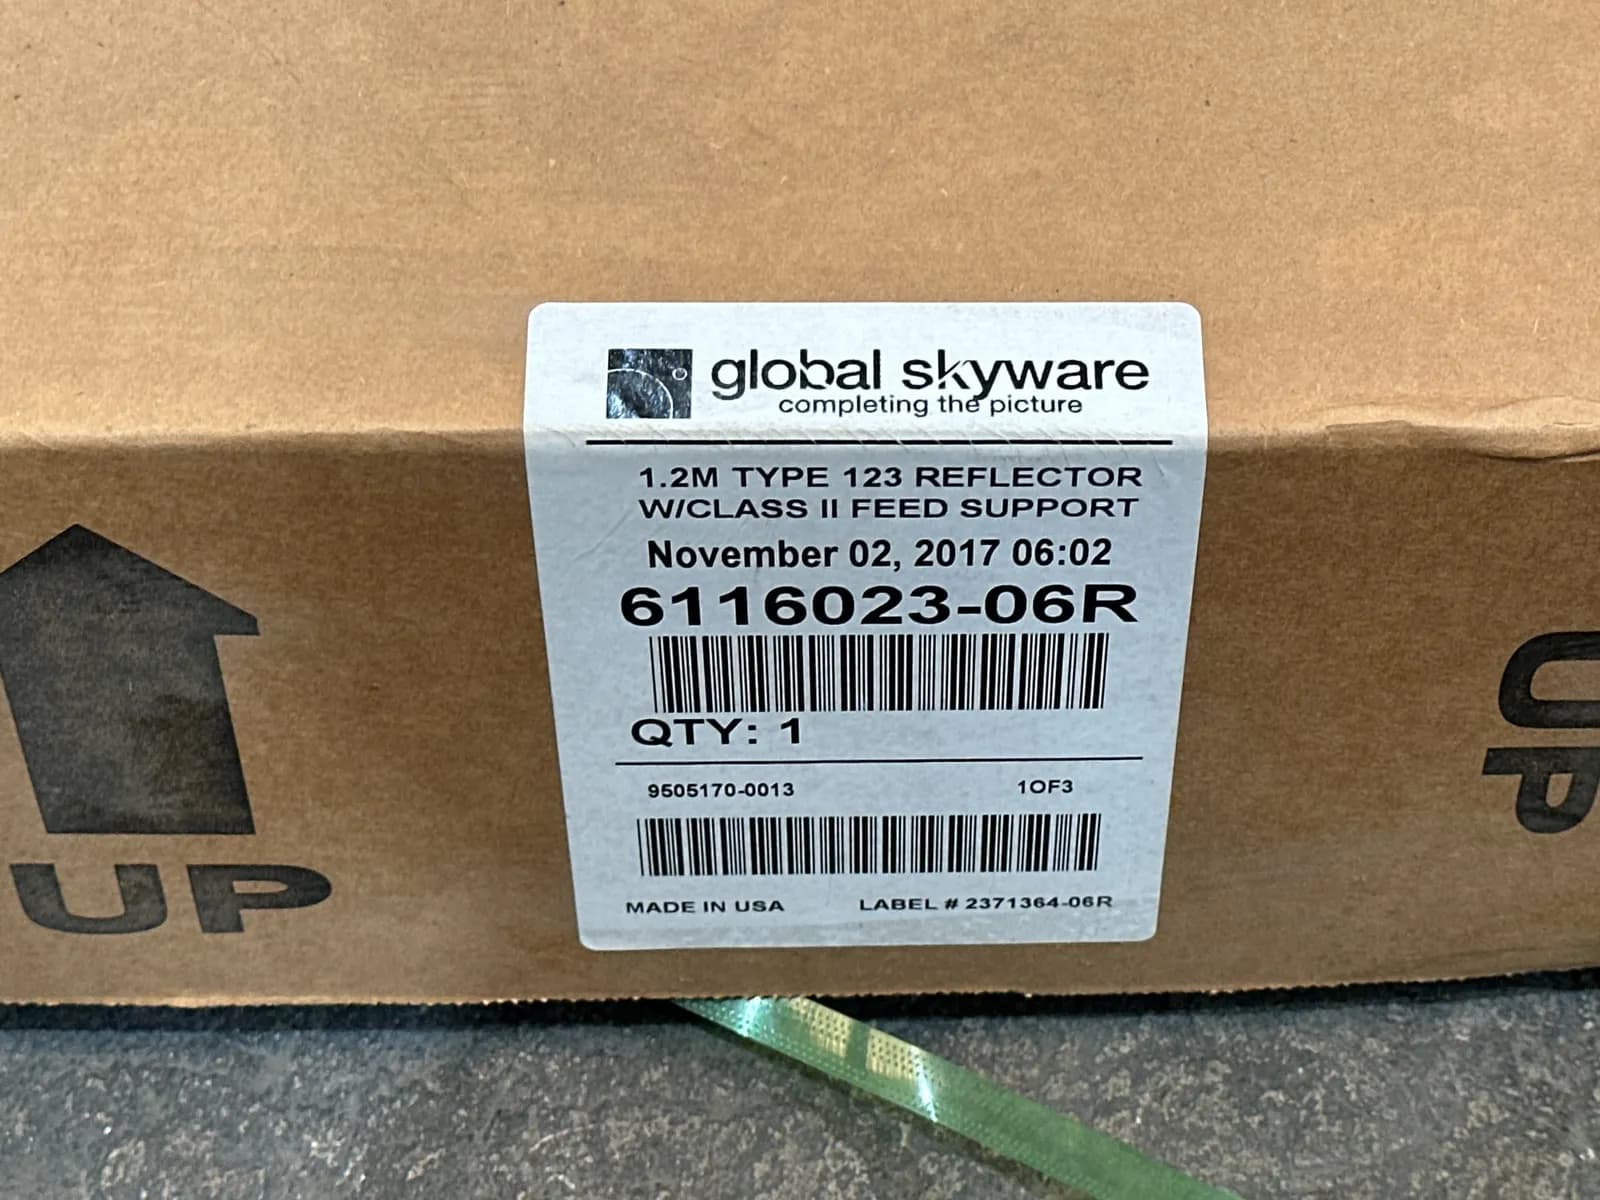 global skyware
completing the picture
1.2M TYPE 123 REFLECTOR
W/CLASS II FEED SUPPORT
November 02, 2017 06:02
6116023-06R
QTY: 1
9505170-0013 1OF3
MADE IN USA LABEL # 2371364-06R
UP
UP